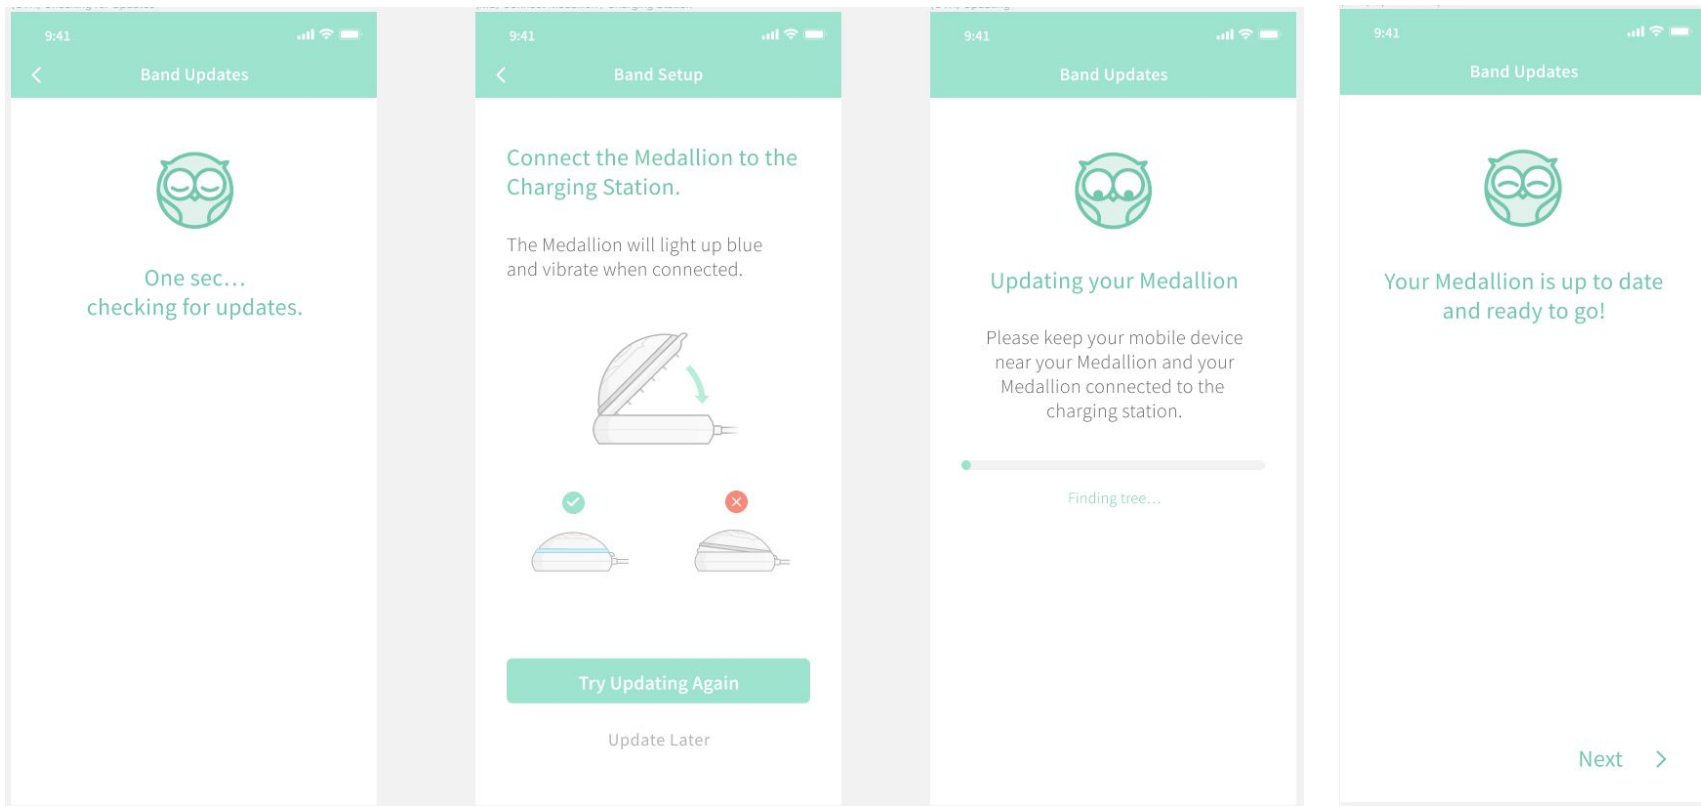 9:41
Band Updates
One sec...
checking for updates.
9:41
Band Setup
Connect the Medallion to the
Charging Station.
The Medallion will light up blue
and vibrate when connected.
Try Updating Again
Update Later
9:41
Band Updates
Updating your Medallion
Please keep your mobile device
near your Medallion and your
Medallion connected to the
charging station.
Finding tree...
9:41
Band Updates
Your Medallion is up to date
and ready to go!
Next